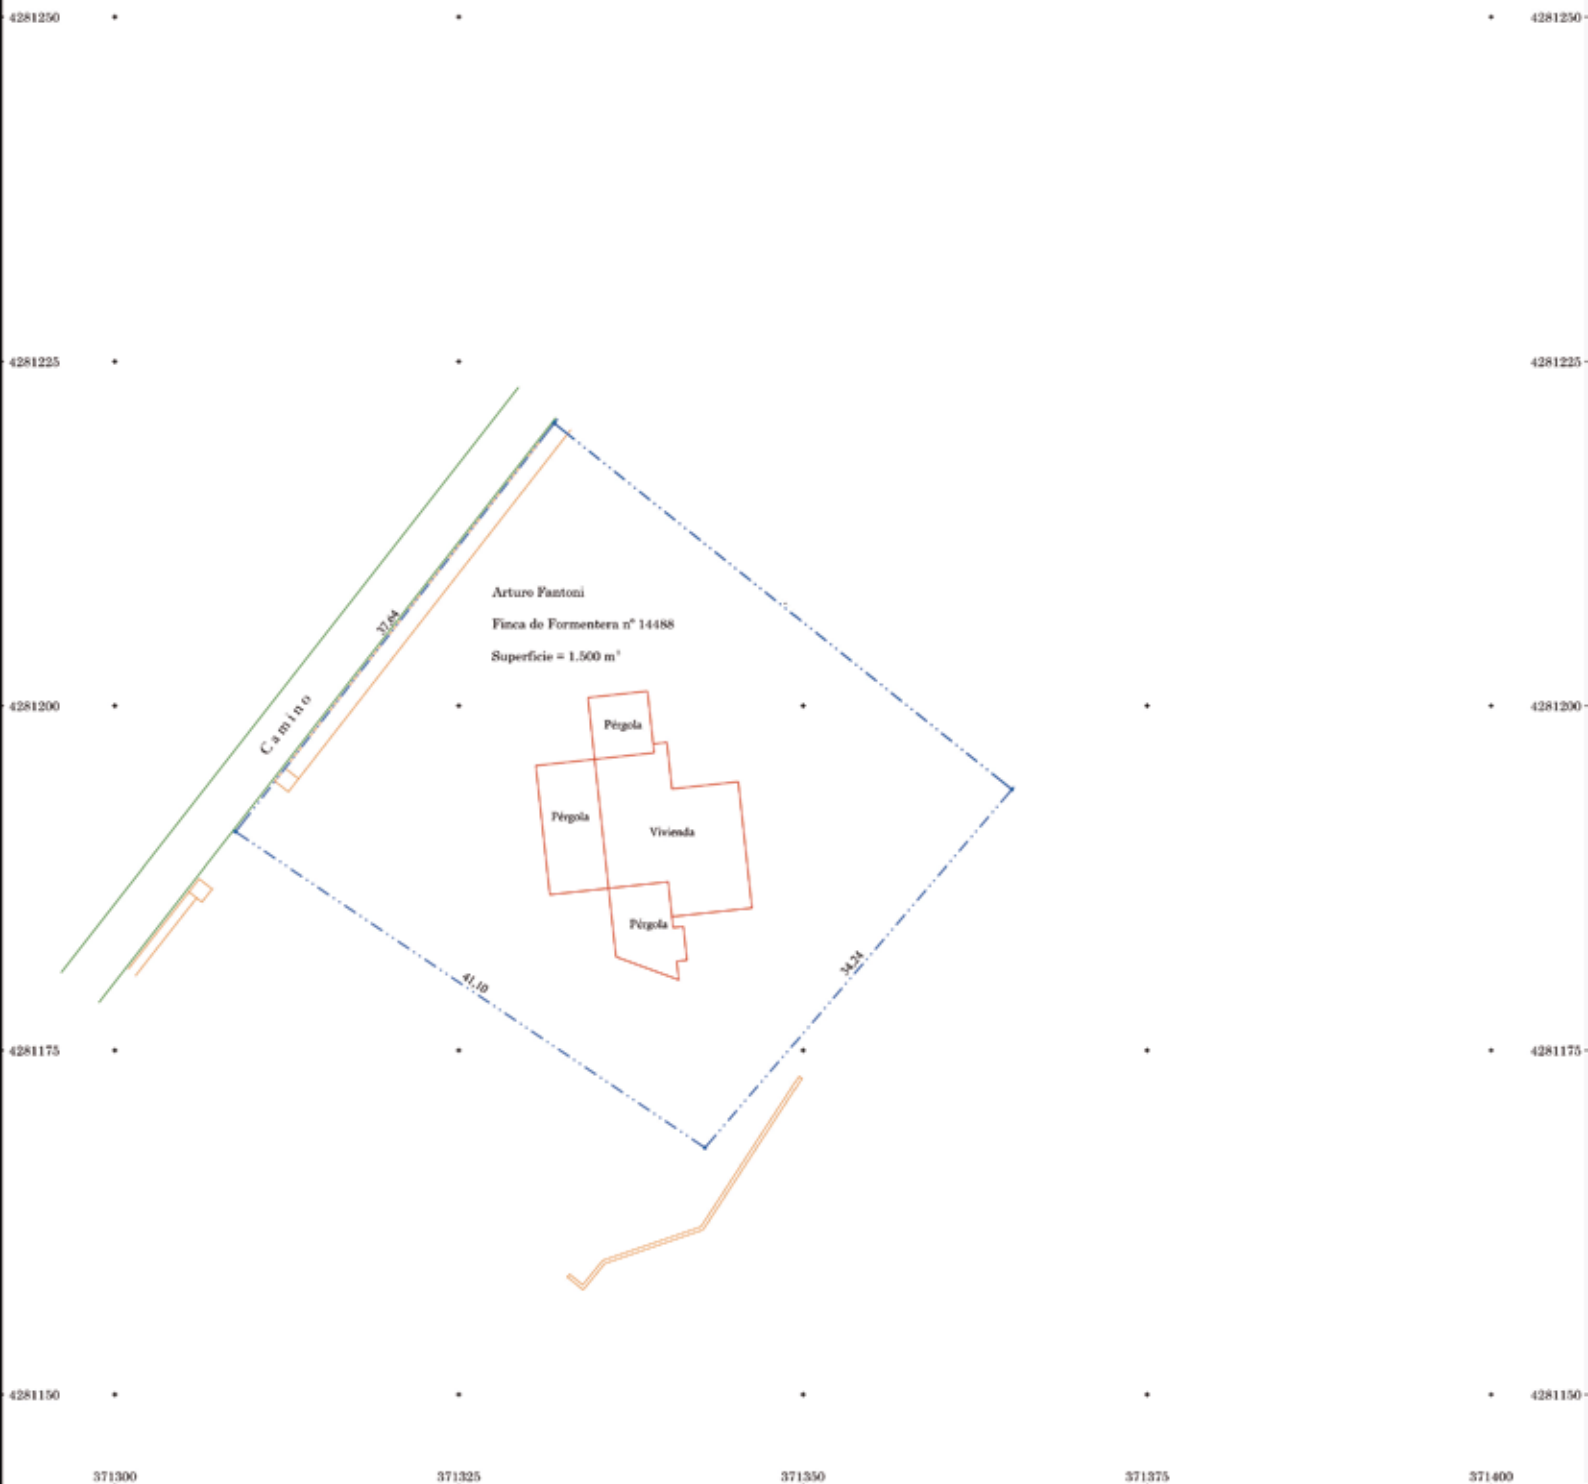 4281250
4281250
4281225
4281225
37,64
Arturo Fantoni
Finca de Formentera nº 14488
Superficie = 1.500 m²
Camino
4281200
4281200
Pérgola
Pérgola
Vivienda
Pérgola
41,10
34,24
4281175
4281175
4281150
4281150
371300
371325
371350
371375
371400